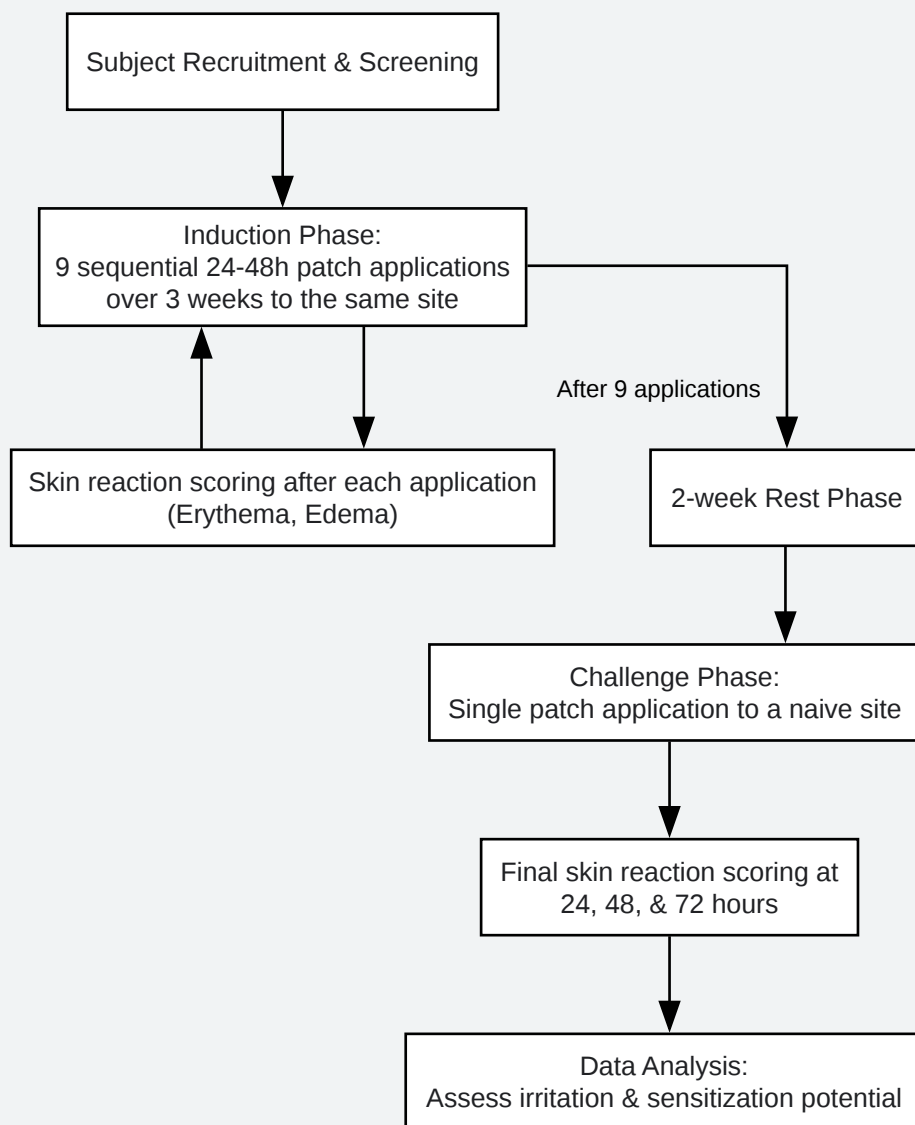 Subject Recruitment & Screening
Induction Phase:
9 sequential 24-48h patch applications
over 3 weeks to the same site
After 9 applications
Skin reaction scoring after each application
(Erythema, Edema)
2-week Rest Phase
Challenge Phase:
Single patch application to a naive site
Final skin reaction scoring at
24, 48, & 72 hours
Data Analysis:
Assess irritation & sensitization potential